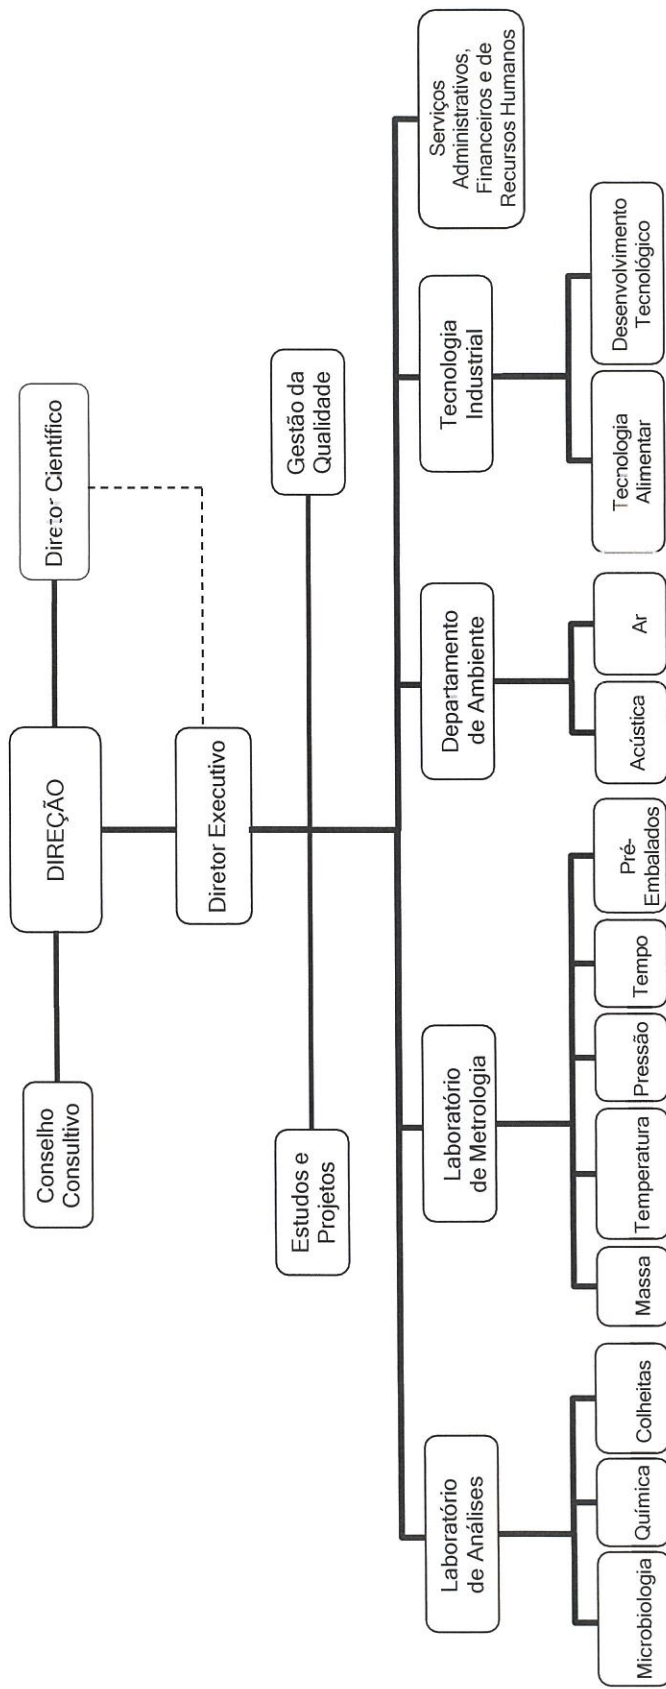 DIREÇÃO
Conselho
Consultivo
Diretor Científico
Diretor Executivo
Estudos e
Projetos
Gestão da
Qualidade
Laboratório
de Análises
Laboratório
de Metrologia
Departamento
de Ambiente
Tecnologia
Industrial
Serviços
Administrativos,
Financeiros e de
Recursos Humanos
Microbiologia
Química
Colheitas
Massa
Temperatura
Pressão
Tempo
Pré-
Embalados
Acústica
Ar
Tecnologia
Alimentar
Desenvolvimento
Tecnológico